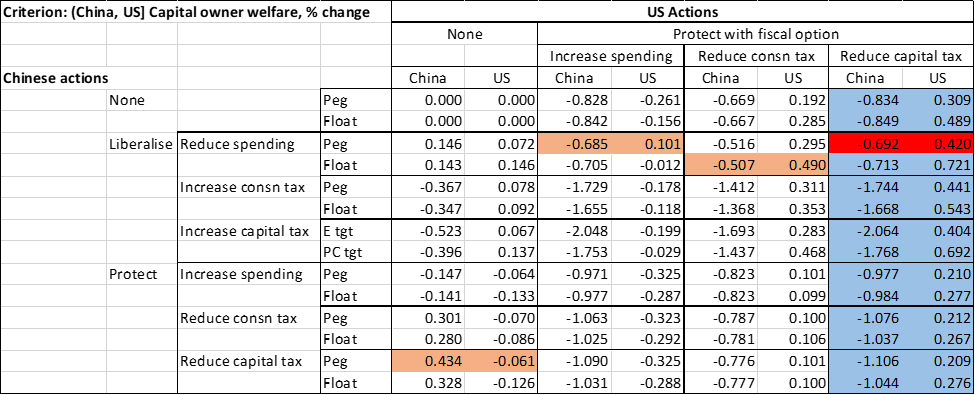 Criterion: (China, US] Capital owner welfare, % change US Actions
None Protect with fiscal option
Increase spending Reduce consn tax Reduce capital tax
Chinese actions China US China US China US China US
None Peg 0.000 0.000 -0.828 -0.261 -0.669 0.192 -0.834 0.309
Float 0.000 0.000 -0.842 -0.156 -0.667 0.285 -0.849 0.489
Liberalise Reduce spending Peg 0.146 0.072 -0.685 0.101 -0.516 0.295 -0.692 0.420
Float 0.143 0.146 -0.705 -0.012 -0.507 0.490 -0.713 0.721
Increase consn tax Peg -0.367 0.078 -1.729 -0.178 -1.412 0.311 -1.744 0.441
Float -0.347 0.092 -1.655 -0.118 -1.368 0.353 -1.668 0.543
Increase capital tax E tgt -0.523 0.067 -2.048 -0.199 -1.693 0.283 -2.064 0.404
PC tgt -0.396 0.137 -1.753 -0.029 -1.437 0.468 -1.768 0.692
Protect Increase spending Peg -0.147 -0.064 -0.971 -0.325 -0.823 0.101 -0.977 0.210
Float -0.141 -0.133 -0.977 -0.287 -0.823 0.099 -0.984 0.277
Reduce consn tax Peg 0.301 -0.070 -1.063 -0.323 -0.787 0.100 -1.076 0.212
Float 0.280 -0.086 -1.025 -0.292 -0.781 0.106 -1.037 0.267
Reduce capital tax Peg 0.434 -0.061 -1.090 -0.325 -0.776 0.101 -1.106 0.209
Float 0.328 -0.126 -1.031 -0.288 -0.777 0.100 -1.044 0.276